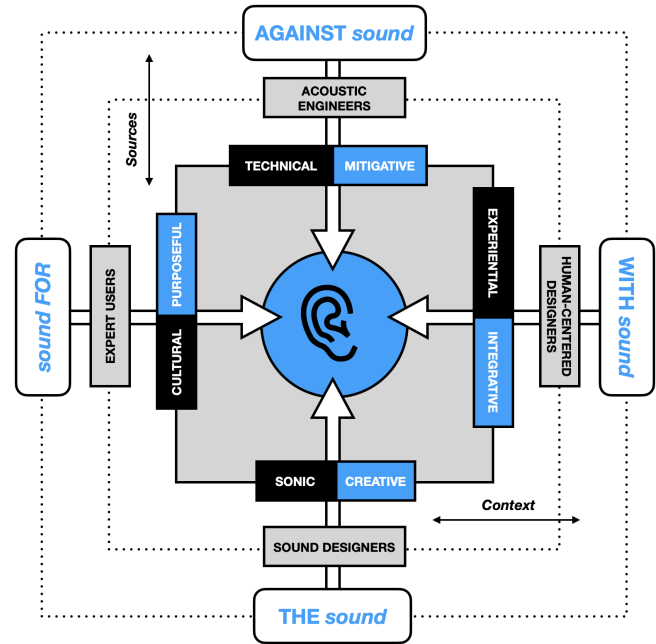 AGAINST sound
ACOUSTIC
ENGINEERS
Sources
TECHNICAL
MITIGATIVE
PURPOSEFUL
CULTURAL
EXPERIENTIAL
INTEGRATIVE
sound FOR
EXPERT USERS
HUMAN-CENTERED
DESIGNERS
WITH sound
SONIC
CREATIVE
Context
SOUND DESIGNERS
THE sound